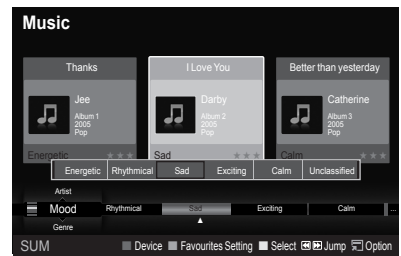 Music
Thanks I Love You Better than yesterday
Jee Darby Catherine
Album 1 Album 2 Album 3
2005 2005 2005
Pop Pop Pop
Energetic ★★★ Sad ★★★ Calm ★★★
Energetic Rhythmical Sad Exciting Calm Unclassified
Artist
Mood Rhythmical Sad Exciting Calm ...
Genre
SUM Device Favourites Setting Select Jump Option